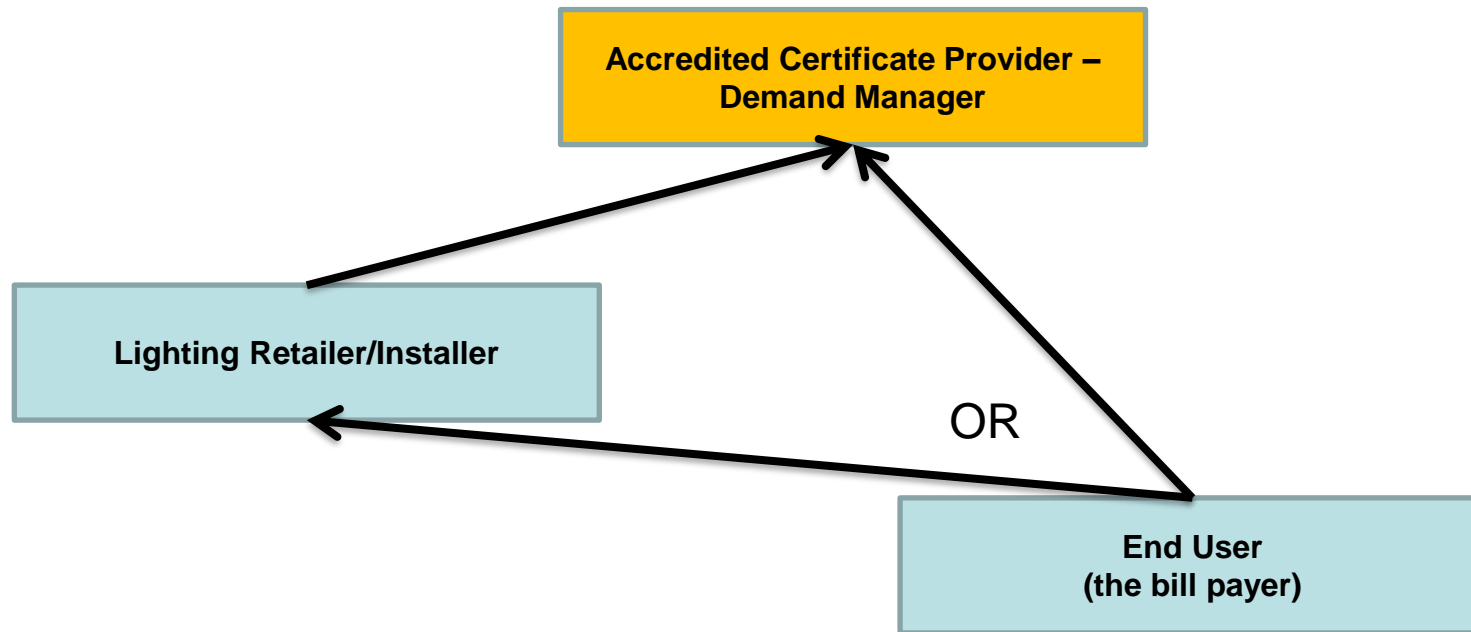 Accredited Certificate Provider –
Demand Manager
Lighting Retailer/Installer
OR
End User
(the bill payer)